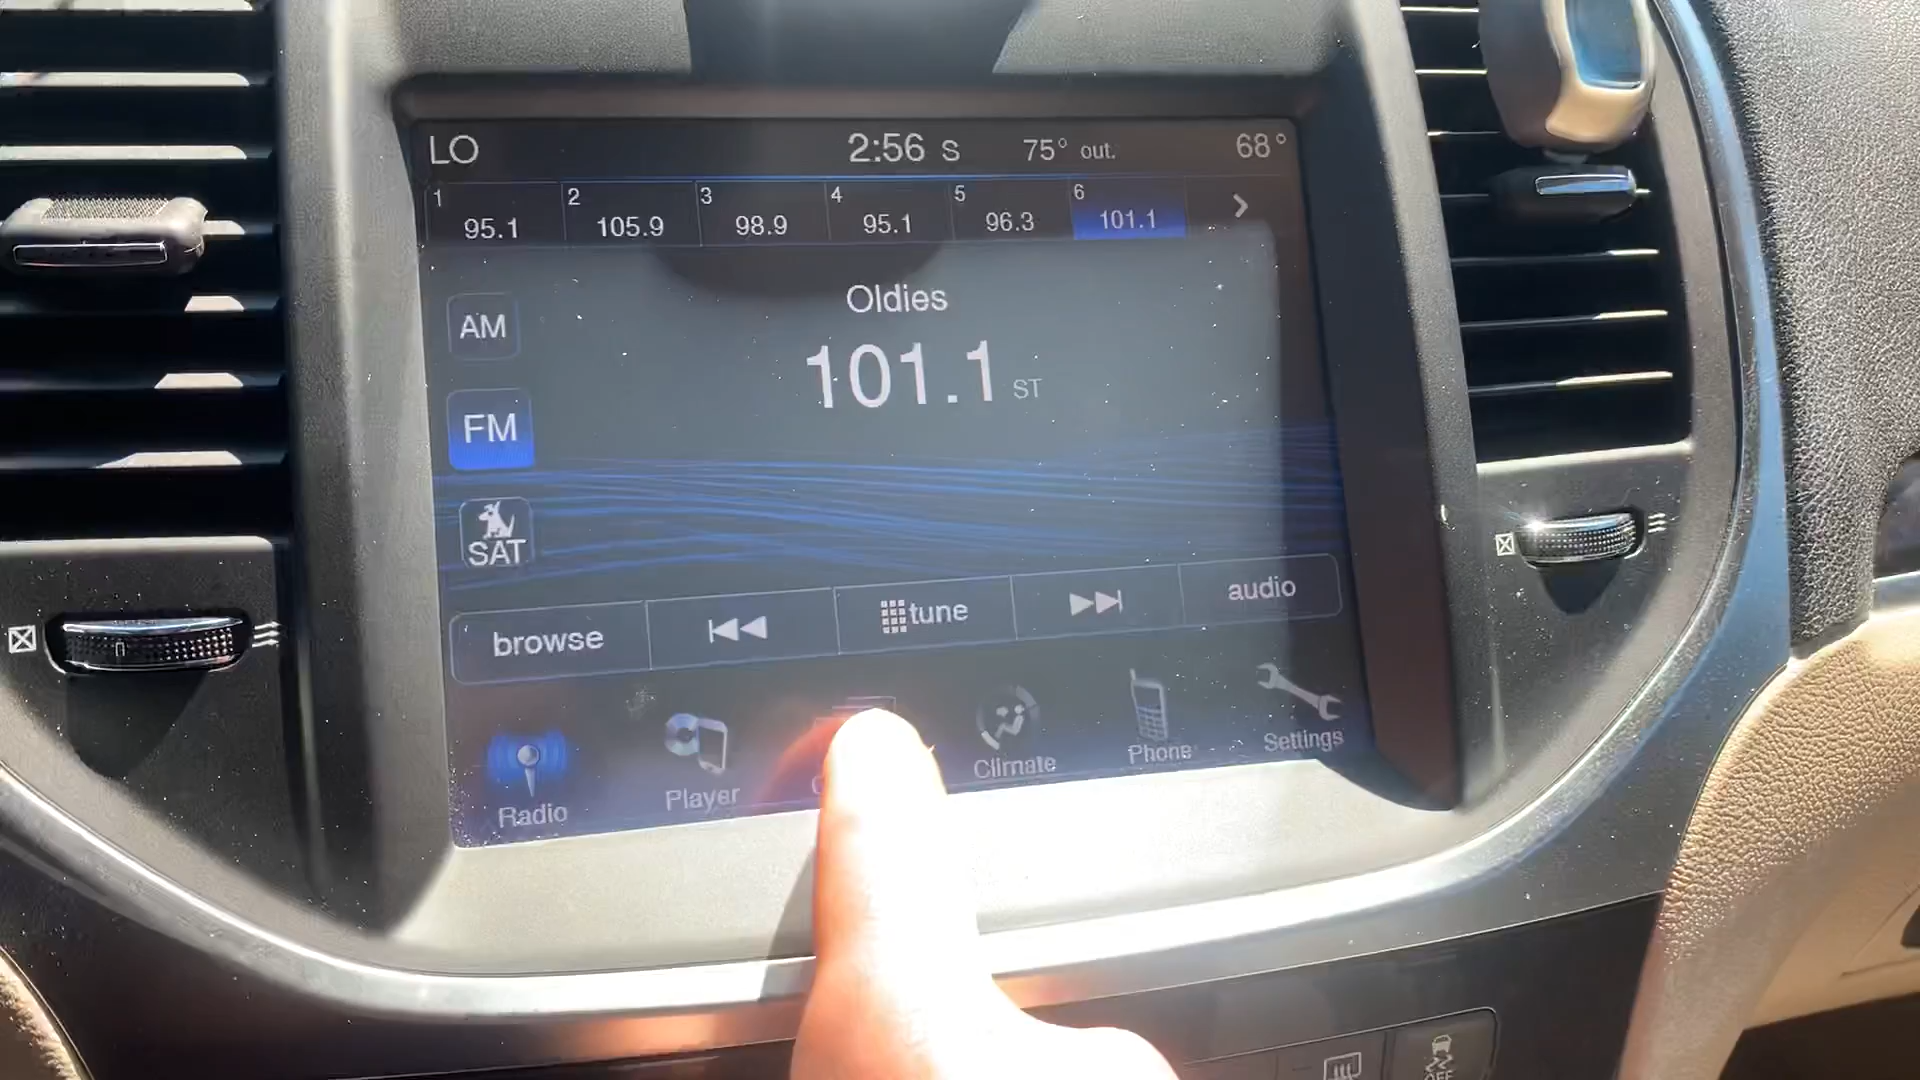 LO 2:56 S 75° out. 68°
1 2 3 4 5 6
95.1 105.9 98.9 95.1 96.3 101.1
Oldies
AM
101.1 ST
FM
SAT
browse tune audio
Radio Player Climate Phone Settings
OFF